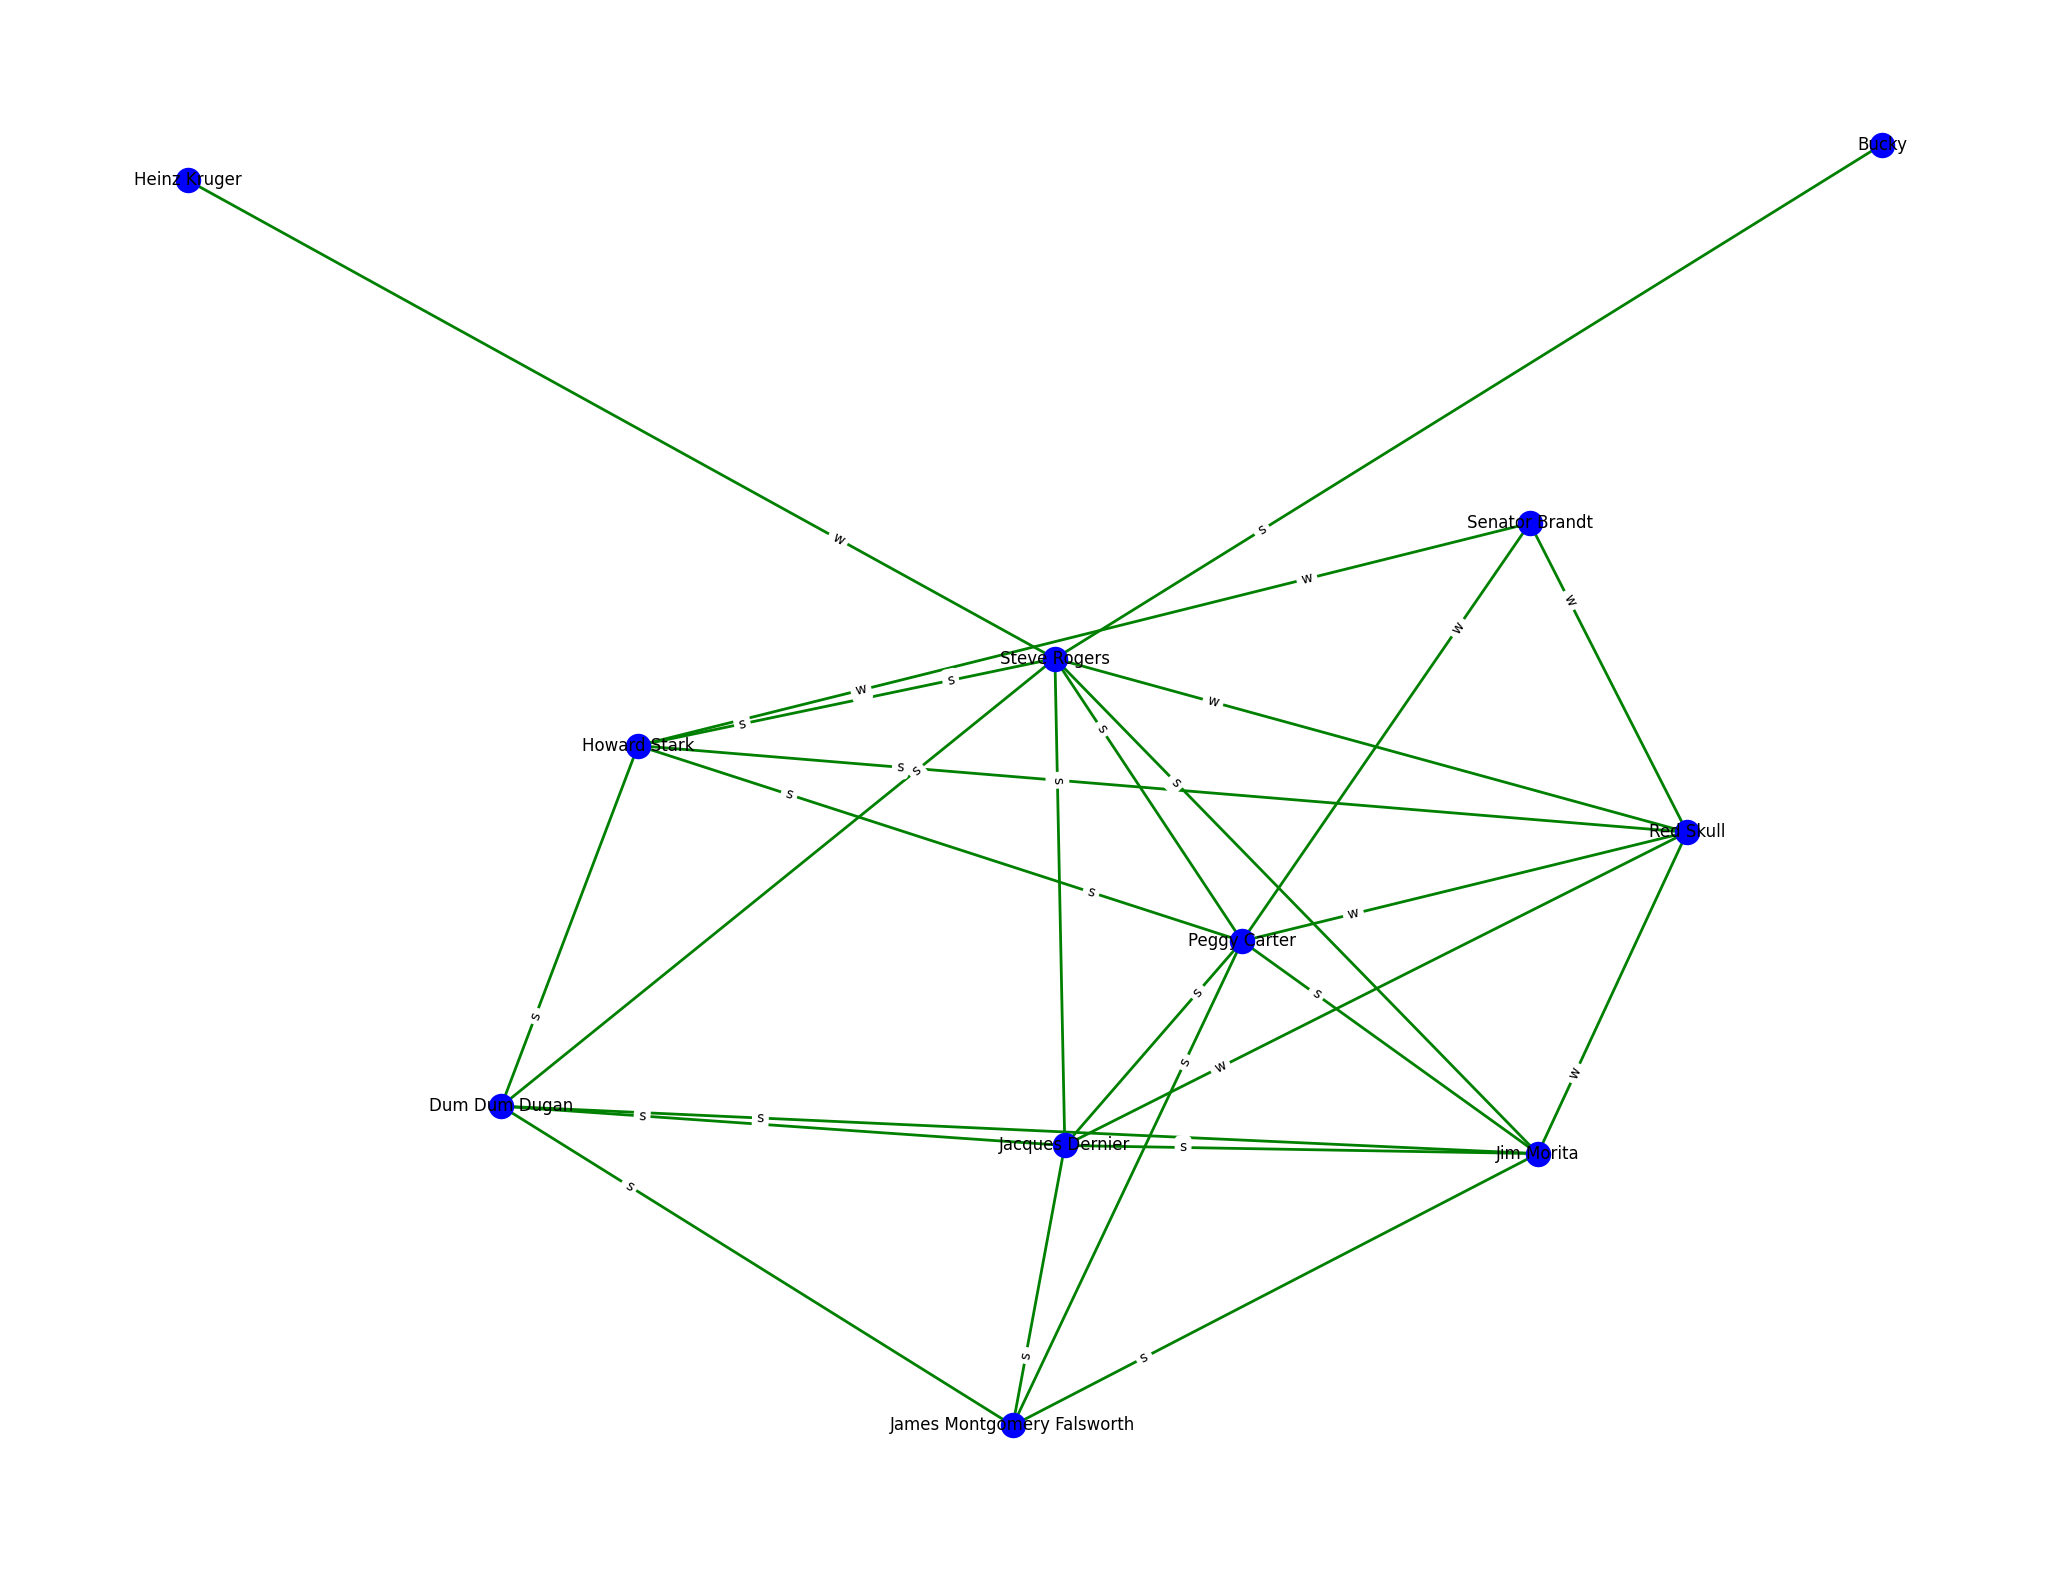 Bucky
Heinz Kruger
Senator Brandt
s
w
w
w
w
Steve Rogers
s
w
w
s
s
Howard Stark
s
s
s
s
s
Red Skull
s
w
Peggy Carter
s
s
s
s
w
w
Dum Dum Dugan
s
s
Jacques Dernier
s
Jim Morita
s
s
s
James Montgomery Falsworth